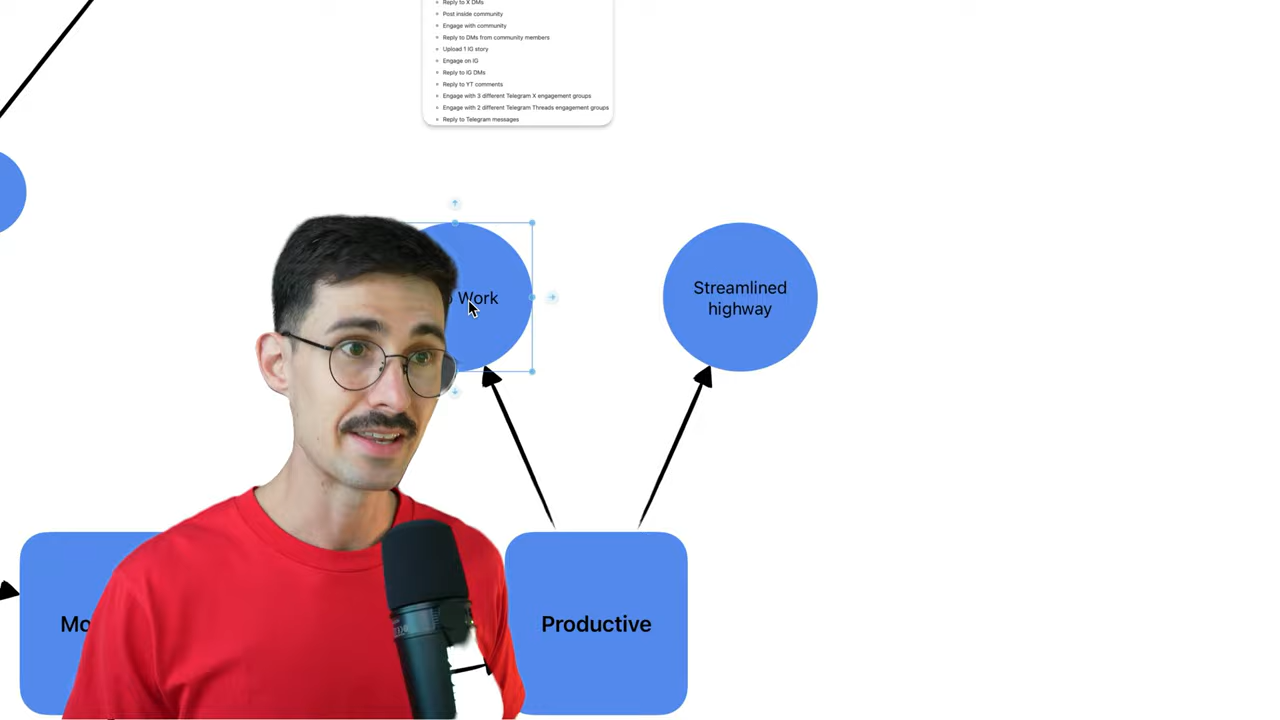 Reply to X DMs
Post inside community
Engage with community
Reply to DMs from community members
Upload 1 IG story
Engage on IG
Reply to IG DMs
Reply to YT comments
Engage with 3 different Telegram X engagement groups
Engage with 2 different Telegram Threads engagement groups
Reply to Telegram messages
Work
Streamlined
highway
Productive